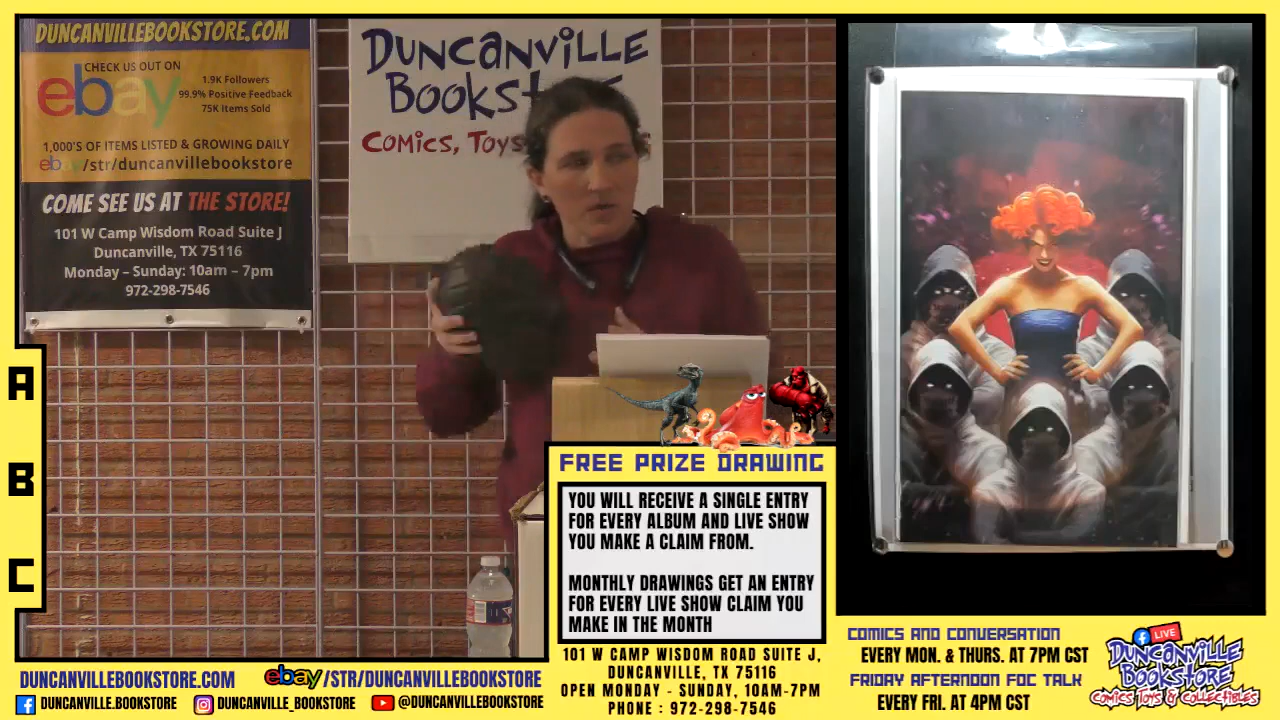 DUNCANVILLEBOOKSTORE.COM
CHECK US OUT ON
ebay
1.9K Followers
99.9% Positive Feedback
75K Items Sold
1,000'S OF ITEMS LISTED & GROWING DAILY
ebay/str/duncanvillebookstore
COME SEE US AT THE STORE!
101 W Camp Wisdom Road Suite J
Duncanville, TX 75116
Monday – Sunday: 10am – 7pm
972-298-7546
Duncanville
Bookst
Comics, Toys
A
B
C
FREE PRIZE DRAWING
YOU WILL RECEIVE A SINGLE ENTRY
FOR EVERY ALBUM AND LIVE SHOW
YOU MAKE A CLAIM FROM.
MONTHLY DRAWINGS GET AN ENTRY
FOR EVERY LIVE SHOW CLAIM YOU
MAKE IN THE MONTH
101 W CAMP WISDOM ROAD SUITE J,
DUNCANVILLE, TX 75116
OPEN MONDAY - SUNDAY, 10AM-7PM
PHONE : 972-298-7546
DUNCANVILLEBOOKSTORE.COM
ebay/STR/DUNCANVILLEBOOKSTORE
DUNCANVILLE.BOOKSTORE
DUNCANVILLE_BOOKSTORE
@DUNCANVILLEBOOKSTORE
COMICS AND CONVERSATION
EVERY MON. & THURS. AT 7PM CST
FRIDAY AFTERNOON FOC TALK
EVERY FRI. AT 4PM CST
LIVE
Duncanville
Bookstore
Comics Toys & Collectibles